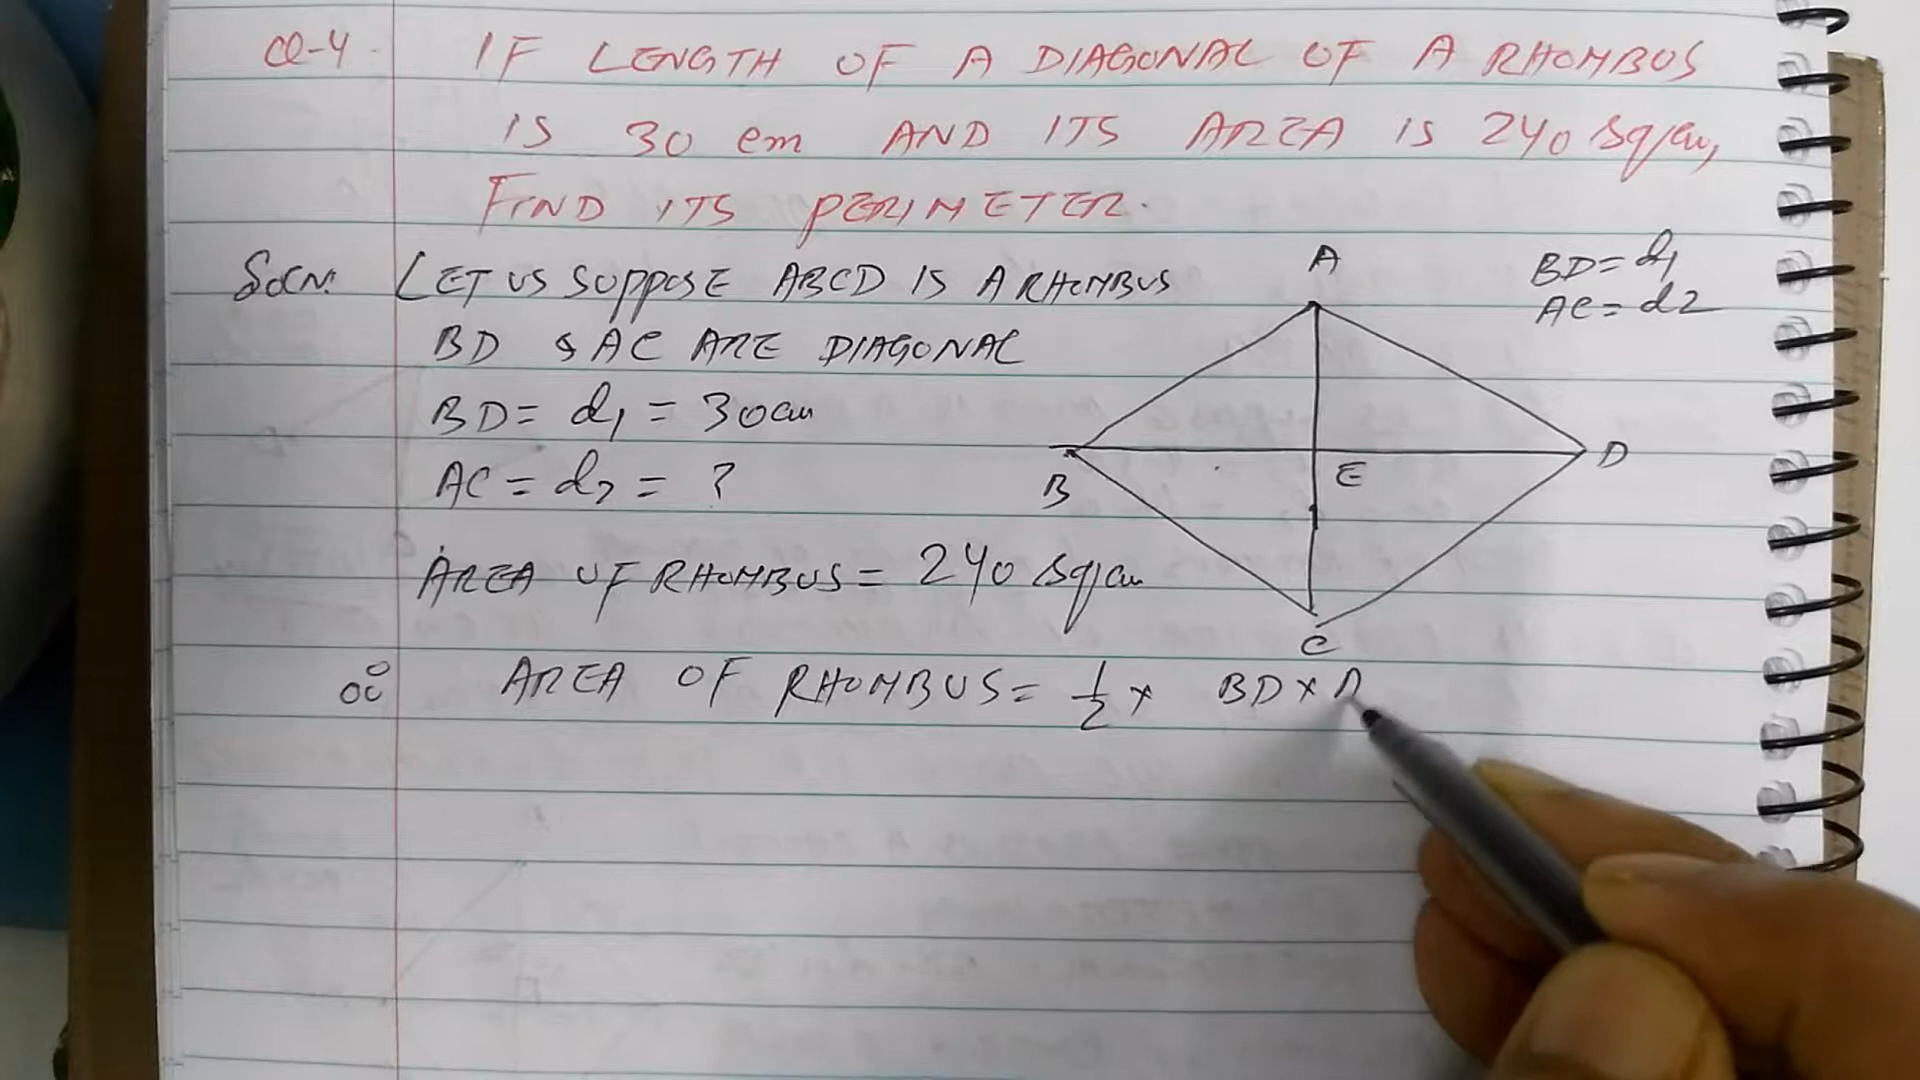 Q-4. IF LENGTH OF A DIAGONAL OF A RHOMBUS
IS 30 cm AND ITS AREA IS 240 sq/cm,
FIND ITS PERIMETER.
SOLN: LET US SUPPOSE ABCD IS A RHOMBUS
BD & AC ARE DIAGONAL
BD = d1 = 30cm
AC = d2 = ?
AREA OF RHOMBUS = 240 sq/cm
AREA OF RHOMBUS = 1/2 × BD × A
BD = d1
AC = d2
A
B
E
D
C